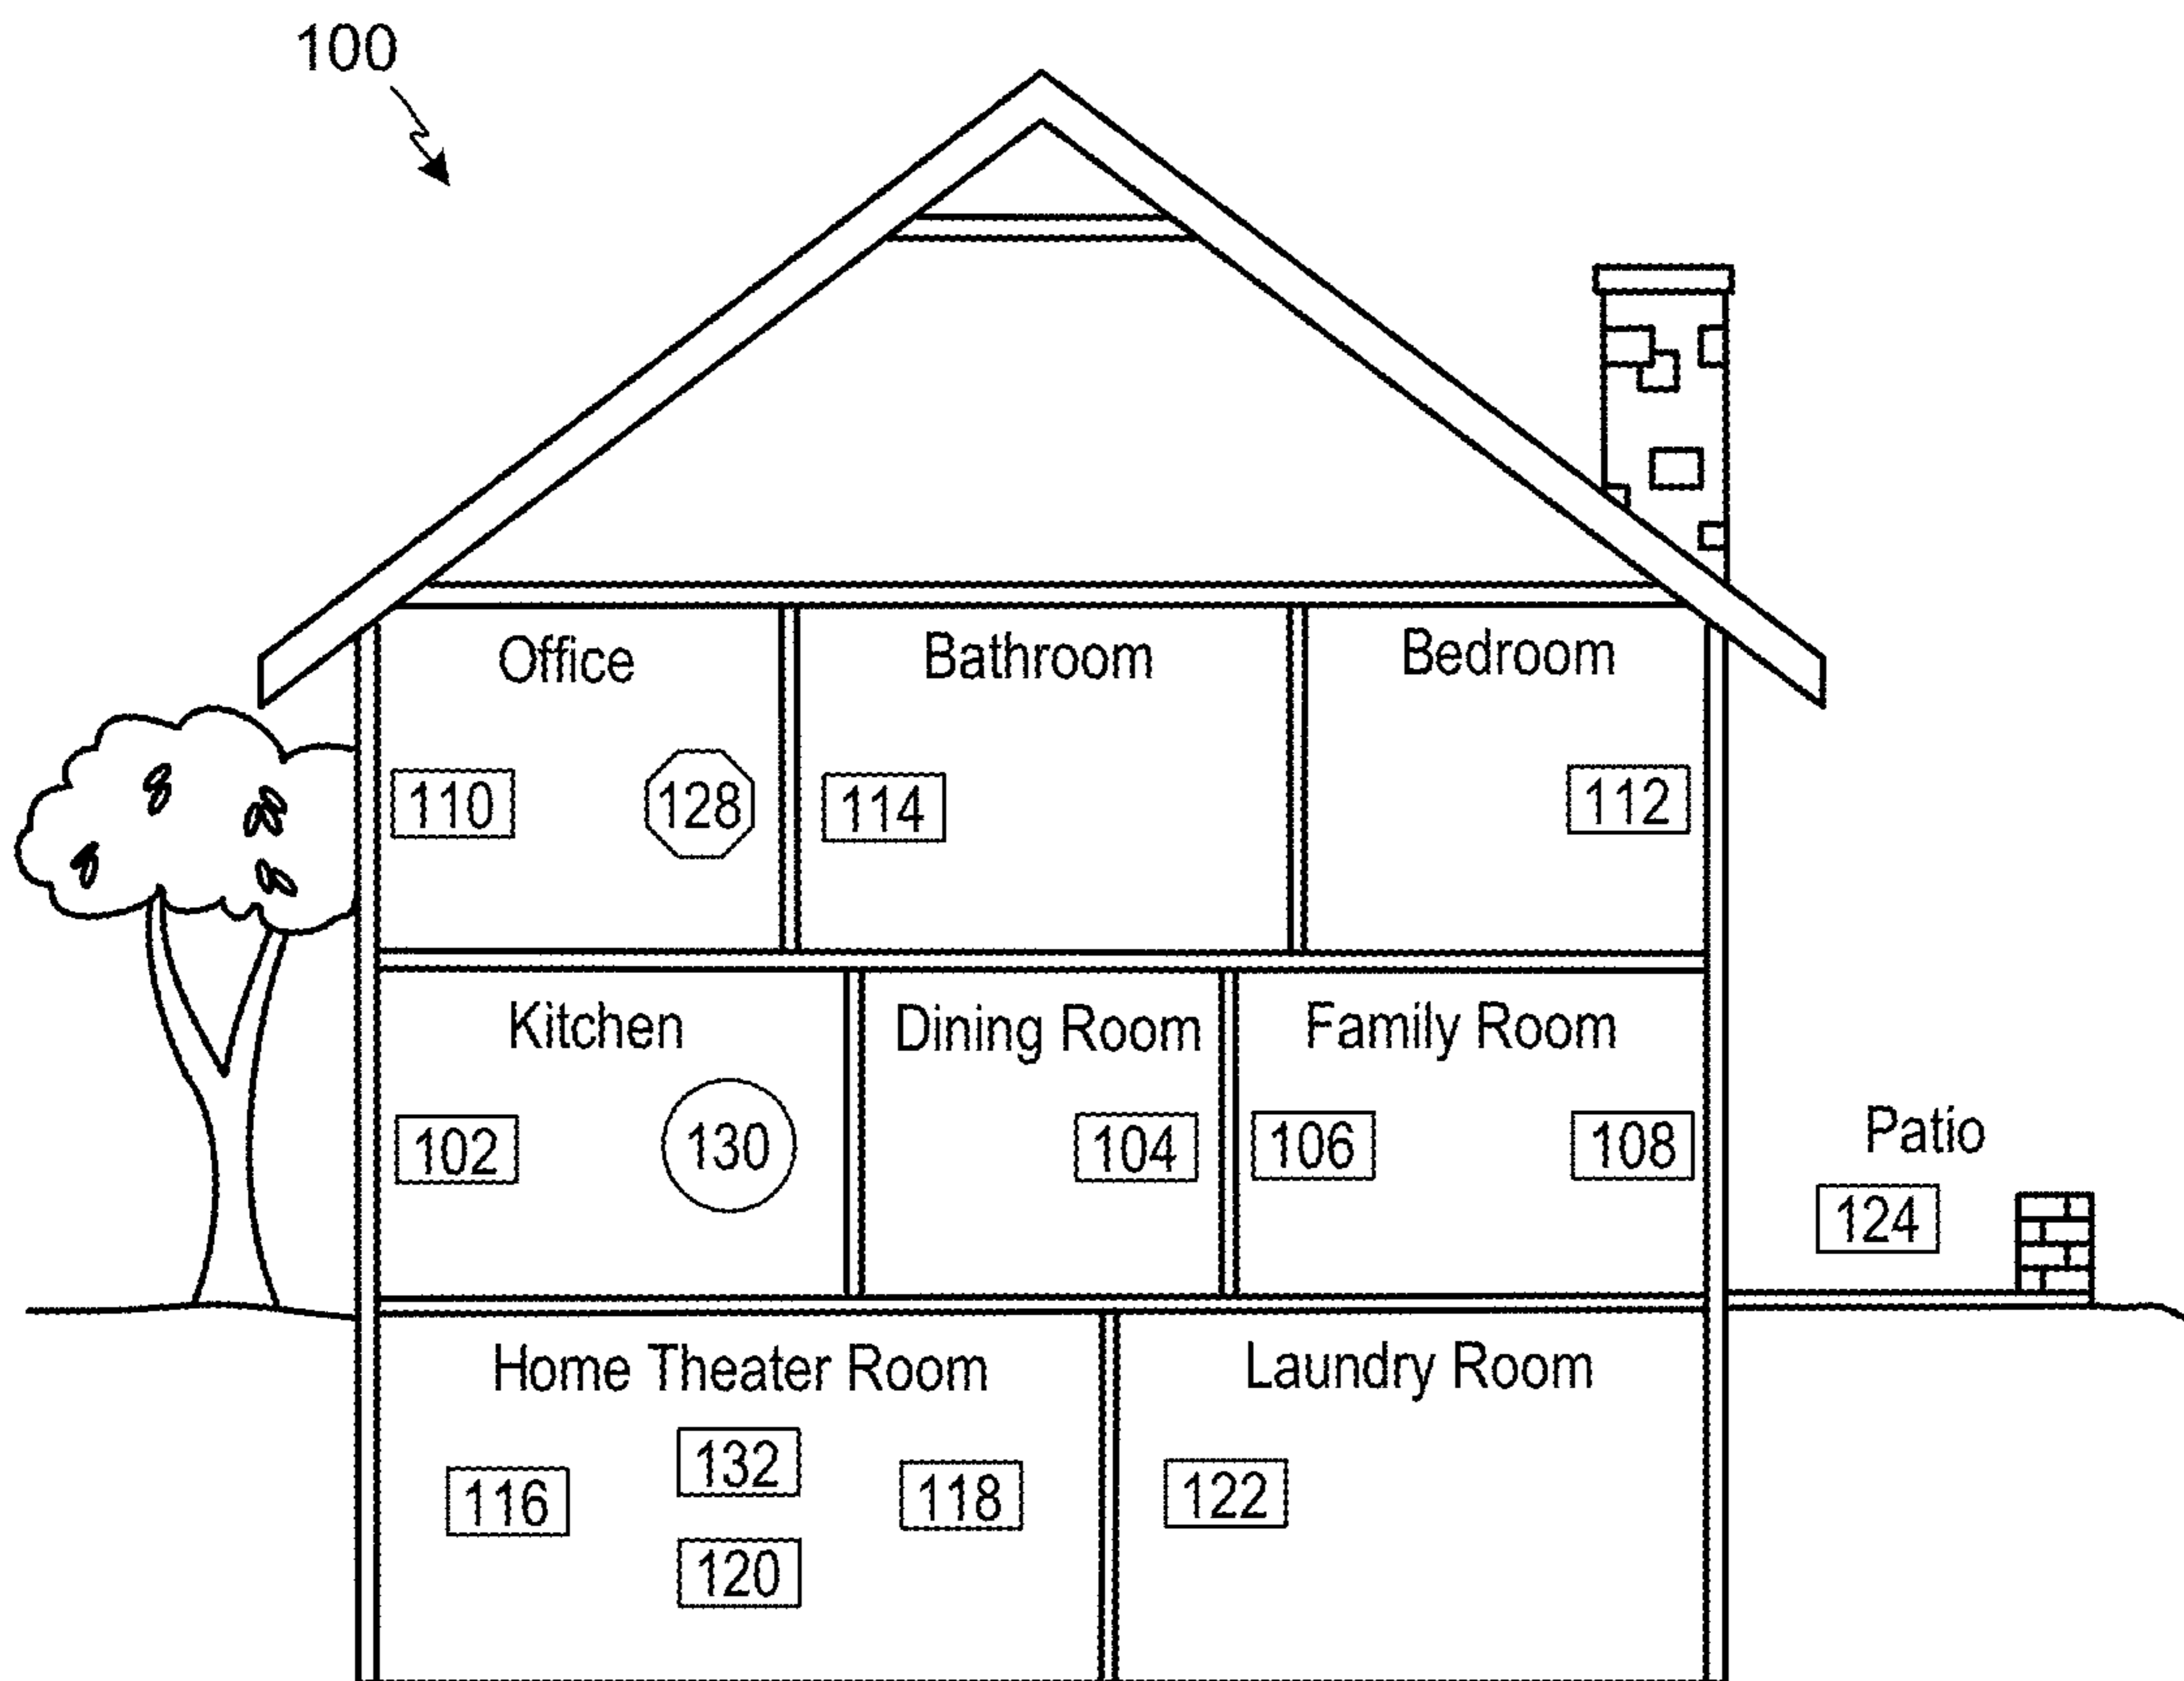 100
Office
Bathroom
Bedroom
110
128
114
112
Kitchen
Dining Room
Family Room
102
130
104
106
108
Patio
124
Home Theater Room
Laundry Room
116
132
118
120
122